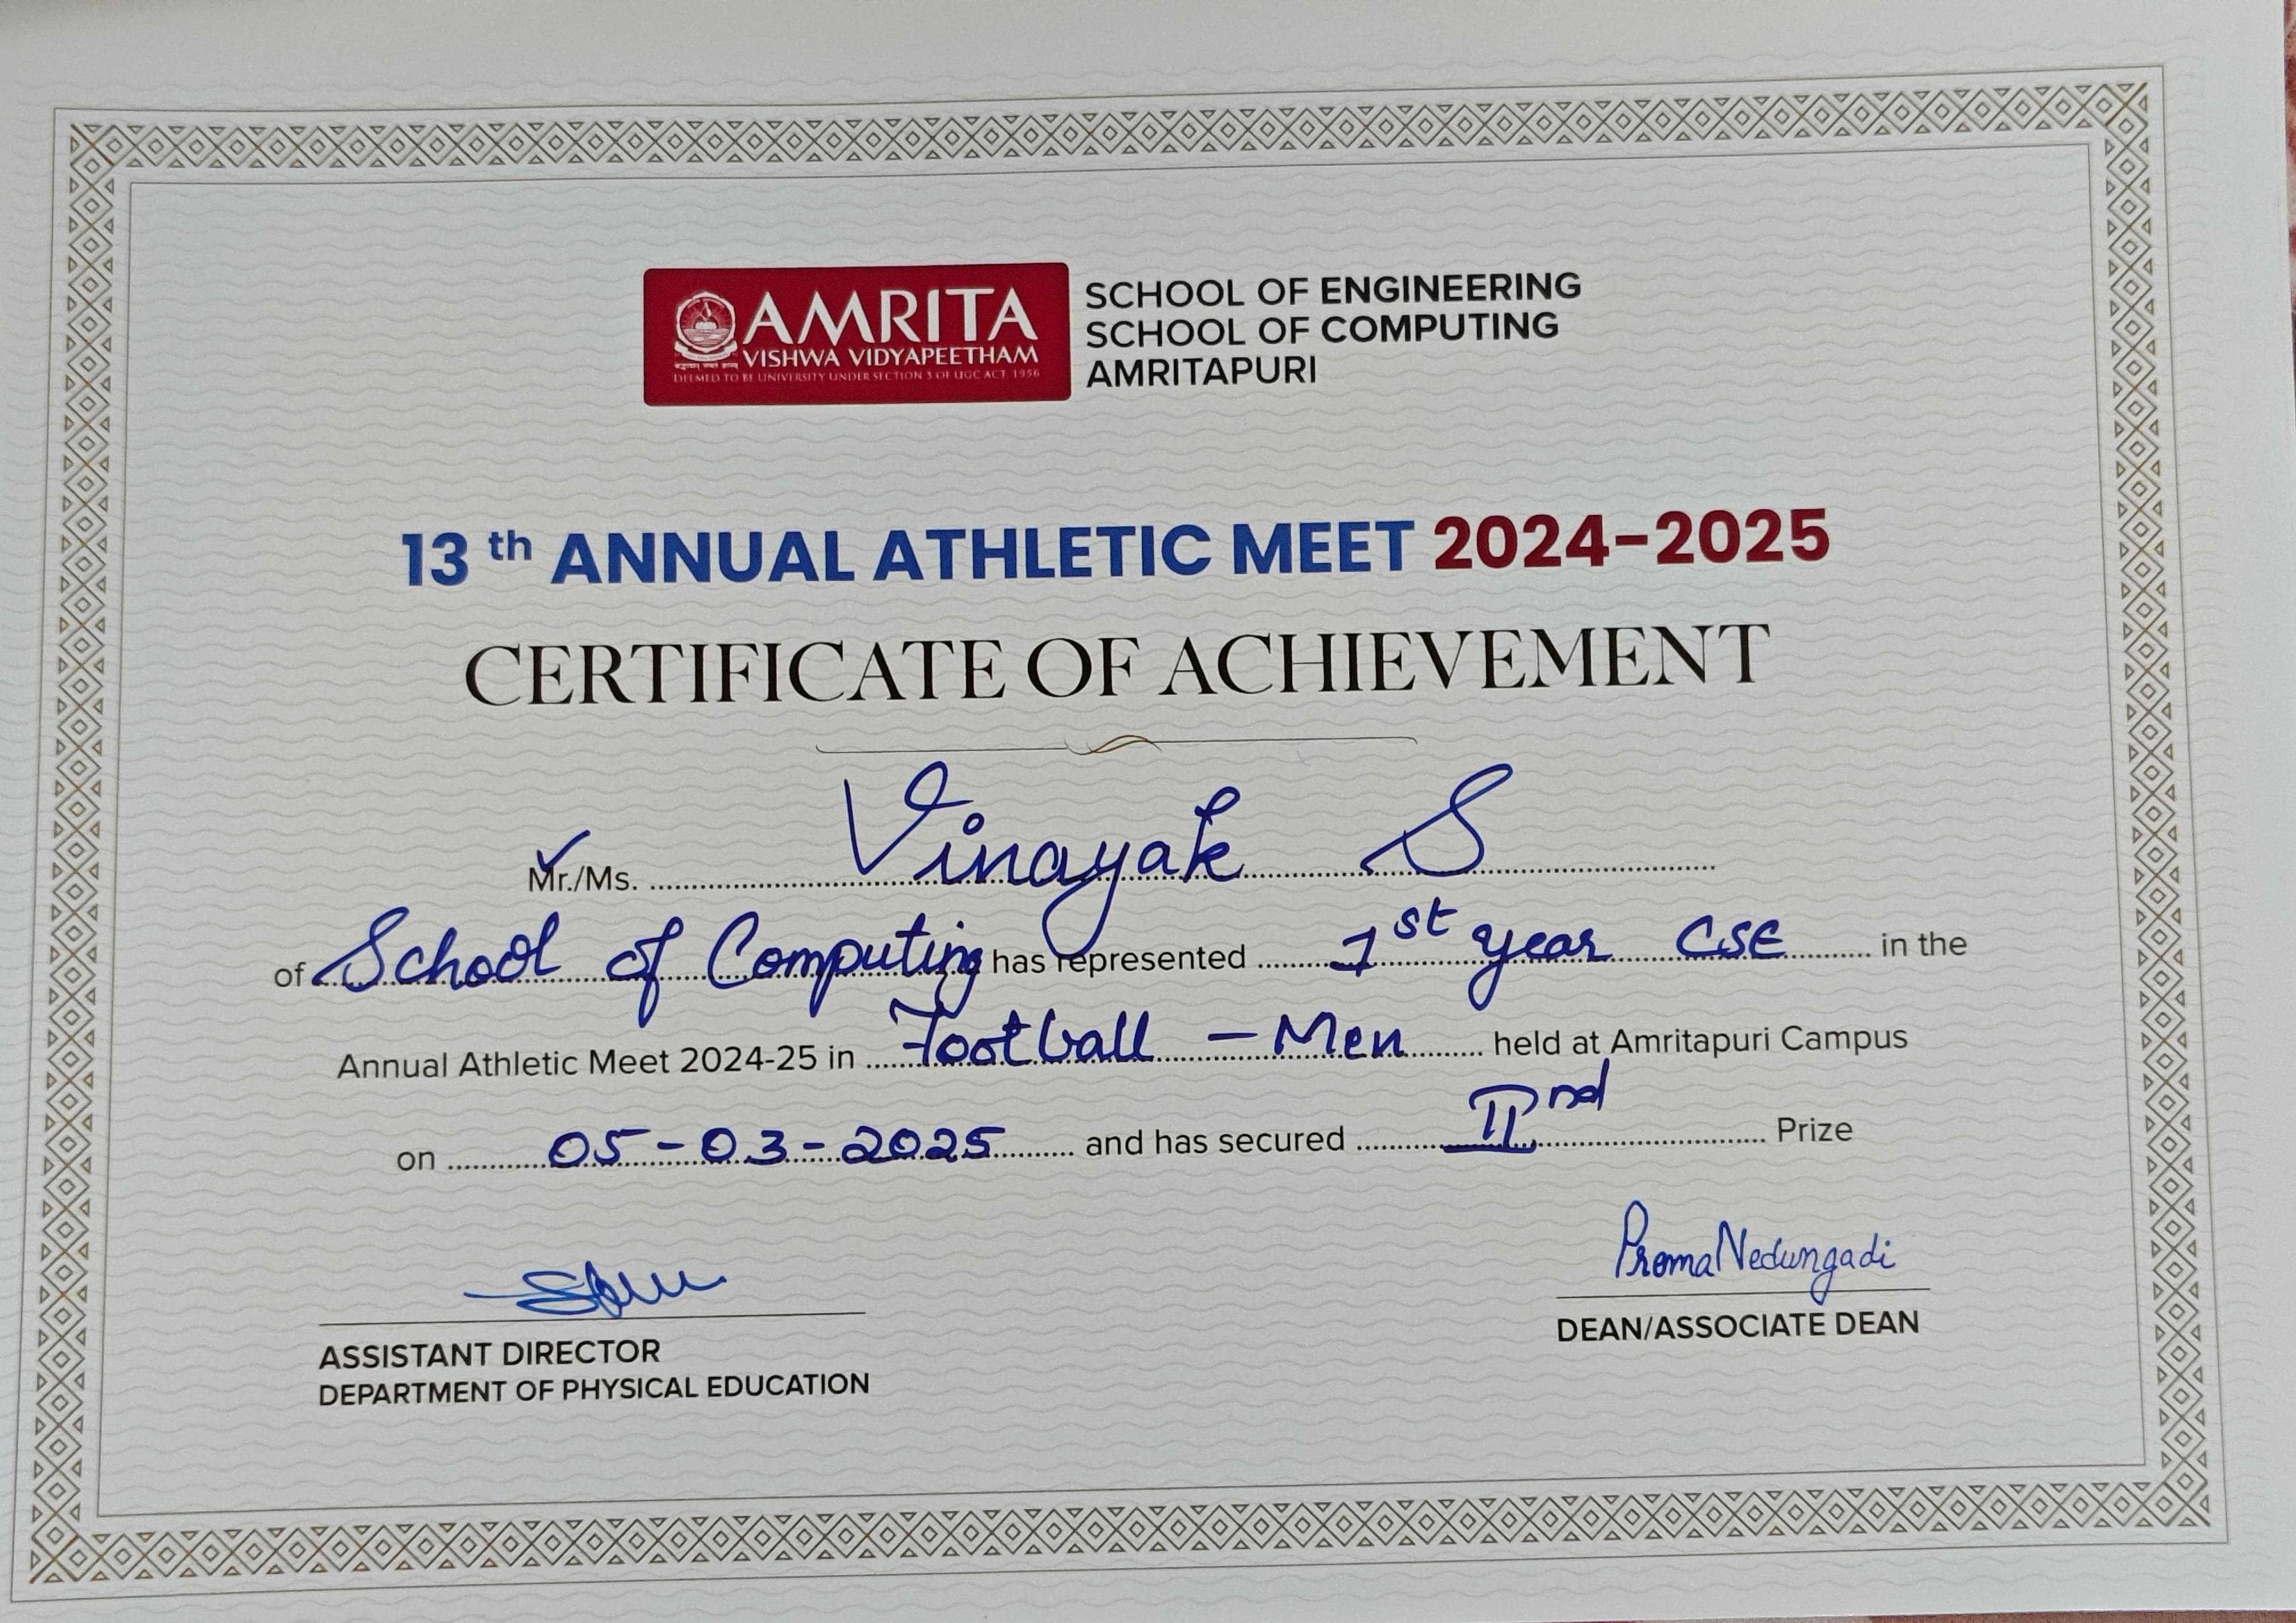 AMRITA
VISHWA VIDYAPEETHAM
DEEMED TO BE UNIVERSITY UNDER SECTION 3 OF UGC ACT, 1956
SCHOOL OF ENGINEERING
SCHOOL OF COMPUTING
AMRITAPURI
13 th ANNUAL ATHLETIC MEET 2024-2025
CERTIFICATE OF ACHIEVEMENT
Mr./Ms. Vinayak S
of School of Computing has represented 1st year CSE in the
Annual Athletic Meet 2024-25 in Football - Men held at Amritapuri Campus
on 05-03-2025 and has secured IInd Prize
Prema Nedungadi
ASSISTANT DIRECTOR
DEPARTMENT OF PHYSICAL EDUCATION
DEAN/ASSOCIATE DEAN